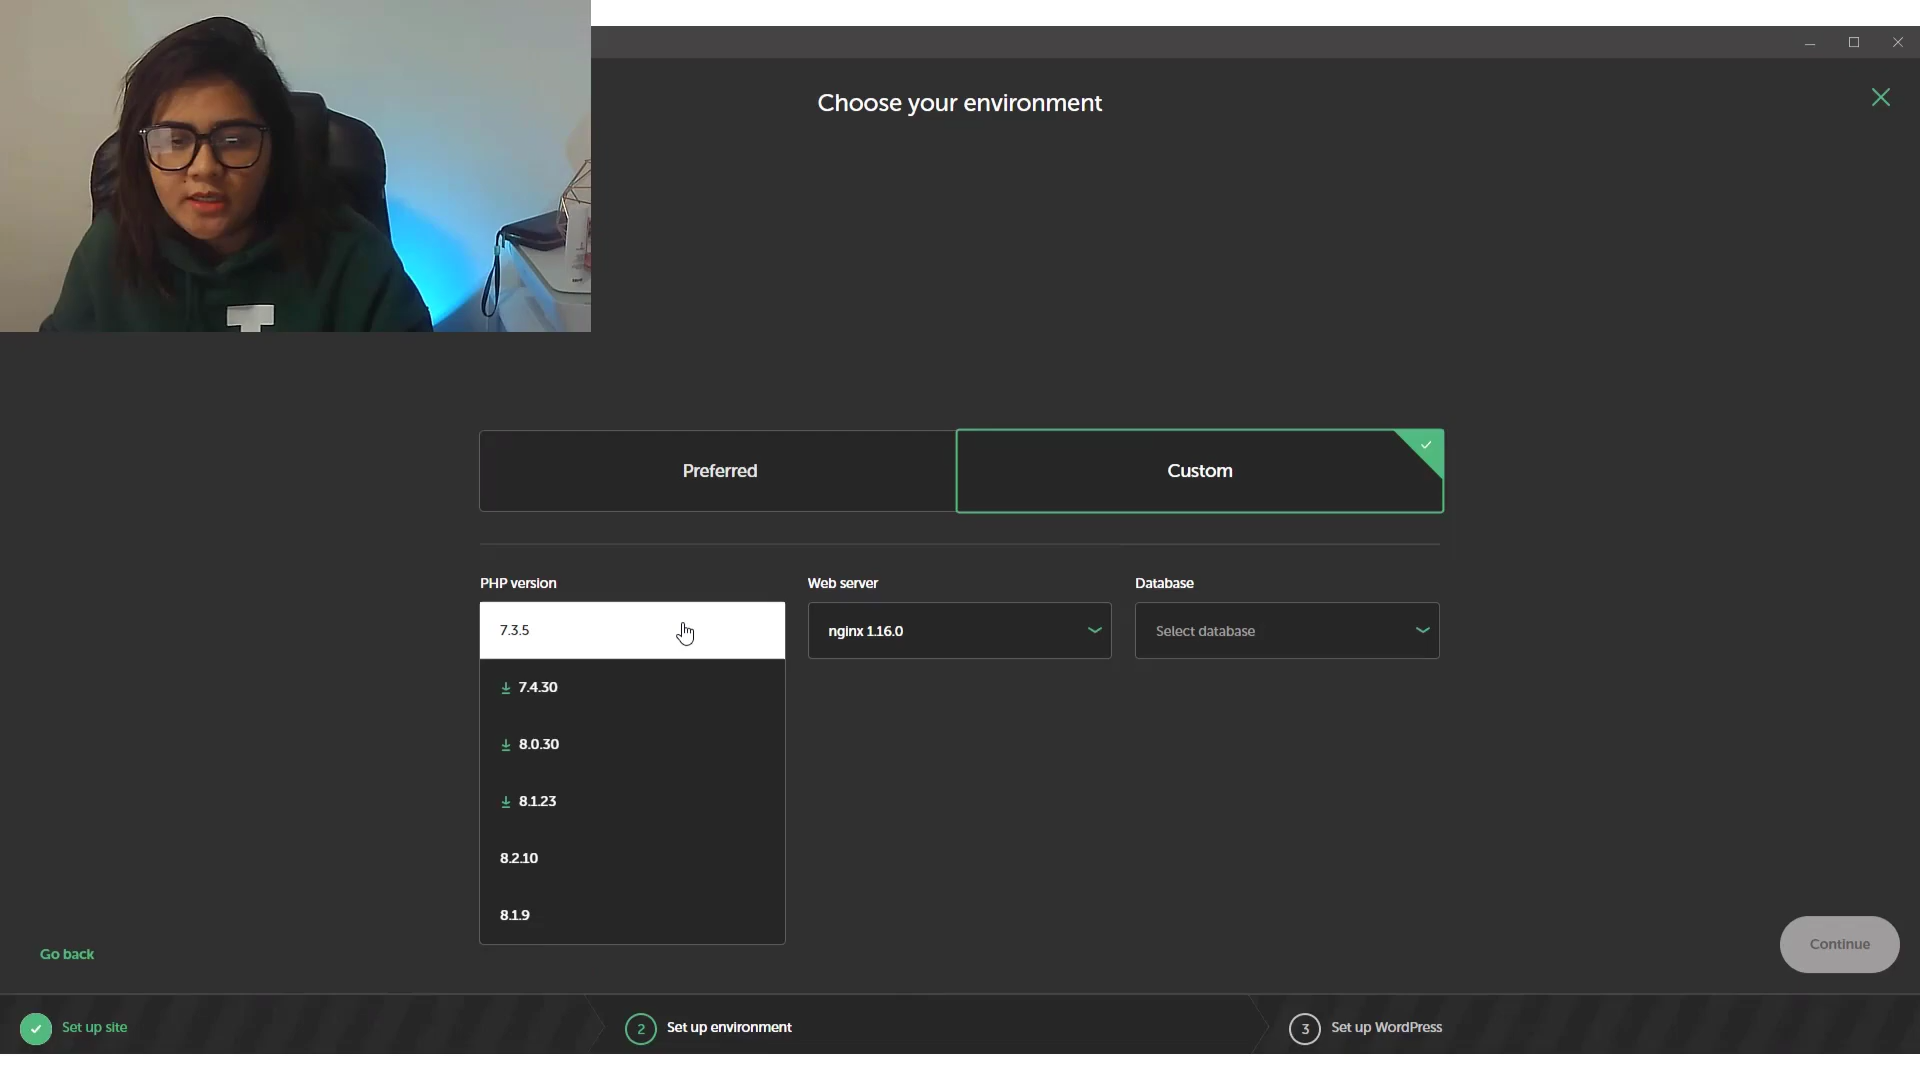 Choose your environment
Preferred
Custom
PHP version
Web server
Database
7.3.5
nginx 1.16.0
Select database
7.4.30
8.0.30
8.1.23
8.2.10
8.1.9
Go back
Continue
Set up site
2
Set up environment
3
Set up WordPress